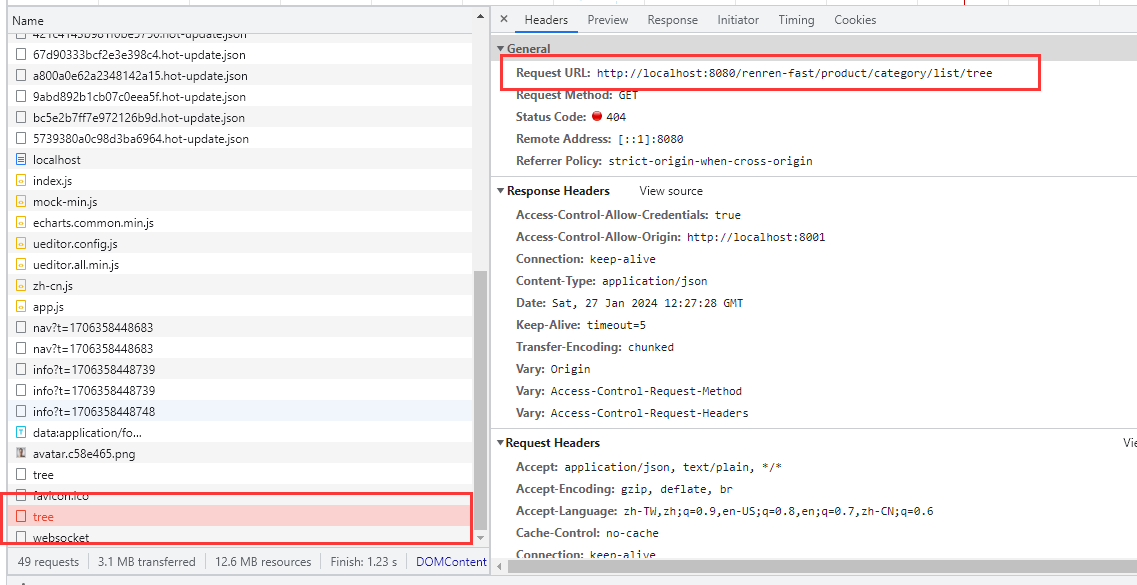 Name
67d90333bcf2e3e398c4.hot-update.json
a800a0e62a2348142a15.hot-update.json
9abd892b1cb07c0eea5f.hot-update.json
bc5e2b7ff7e972126b9d.hot-update.json
5739380a0c98d3ba6964.hot-update.json
localhost
index.js
mock-min.js
echarts.common.min.js
ueditor.config.js
ueditor.all.min.js
zh-cn.js
app.js
nav?t=1706358448683
nav?t=1706358448683
info?t=1706358448739
info?t=1706358448739
info?t=1706358448748
data:application/fo...
avatar.c58e465.png
tree
favicon.ico
tree
websocket
49 requests 3.1 MB transferred 12.6 MB resources Finish: 1.23 s DOMContent
× Headers Preview Response Initiator Timing Cookies
General
Request URL: http://localhost:8080/renren-fast/product/category/list/tree
Request Method: GET
Status Code: 404
Remote Address: [::1]:8080
Referrer Policy: strict-origin-when-cross-origin
Response Headers View source
Access-Control-Allow-Credentials: true
Access-Control-Allow-Origin: http://localhost:8001
Connection: keep-alive
Content-Type: application/json
Date: Sat, 27 Jan 2024 12:27:28 GMT
Keep-Alive: timeout=5
Transfer-Encoding: chunked
Vary: Origin
Vary: Access-Control-Request-Method
Vary: Access-Control-Request-Headers
Request Headers Vie
Accept: application/json, text/plain, */*
Accept-Encoding: gzip, deflate, br
Accept-Language: zh-TW,zh;q=0.9,en-US;q=0.8,en;q=0.7,zh-CN;q=0.6
Cache-Control: no-cache
Connection: keep-alive